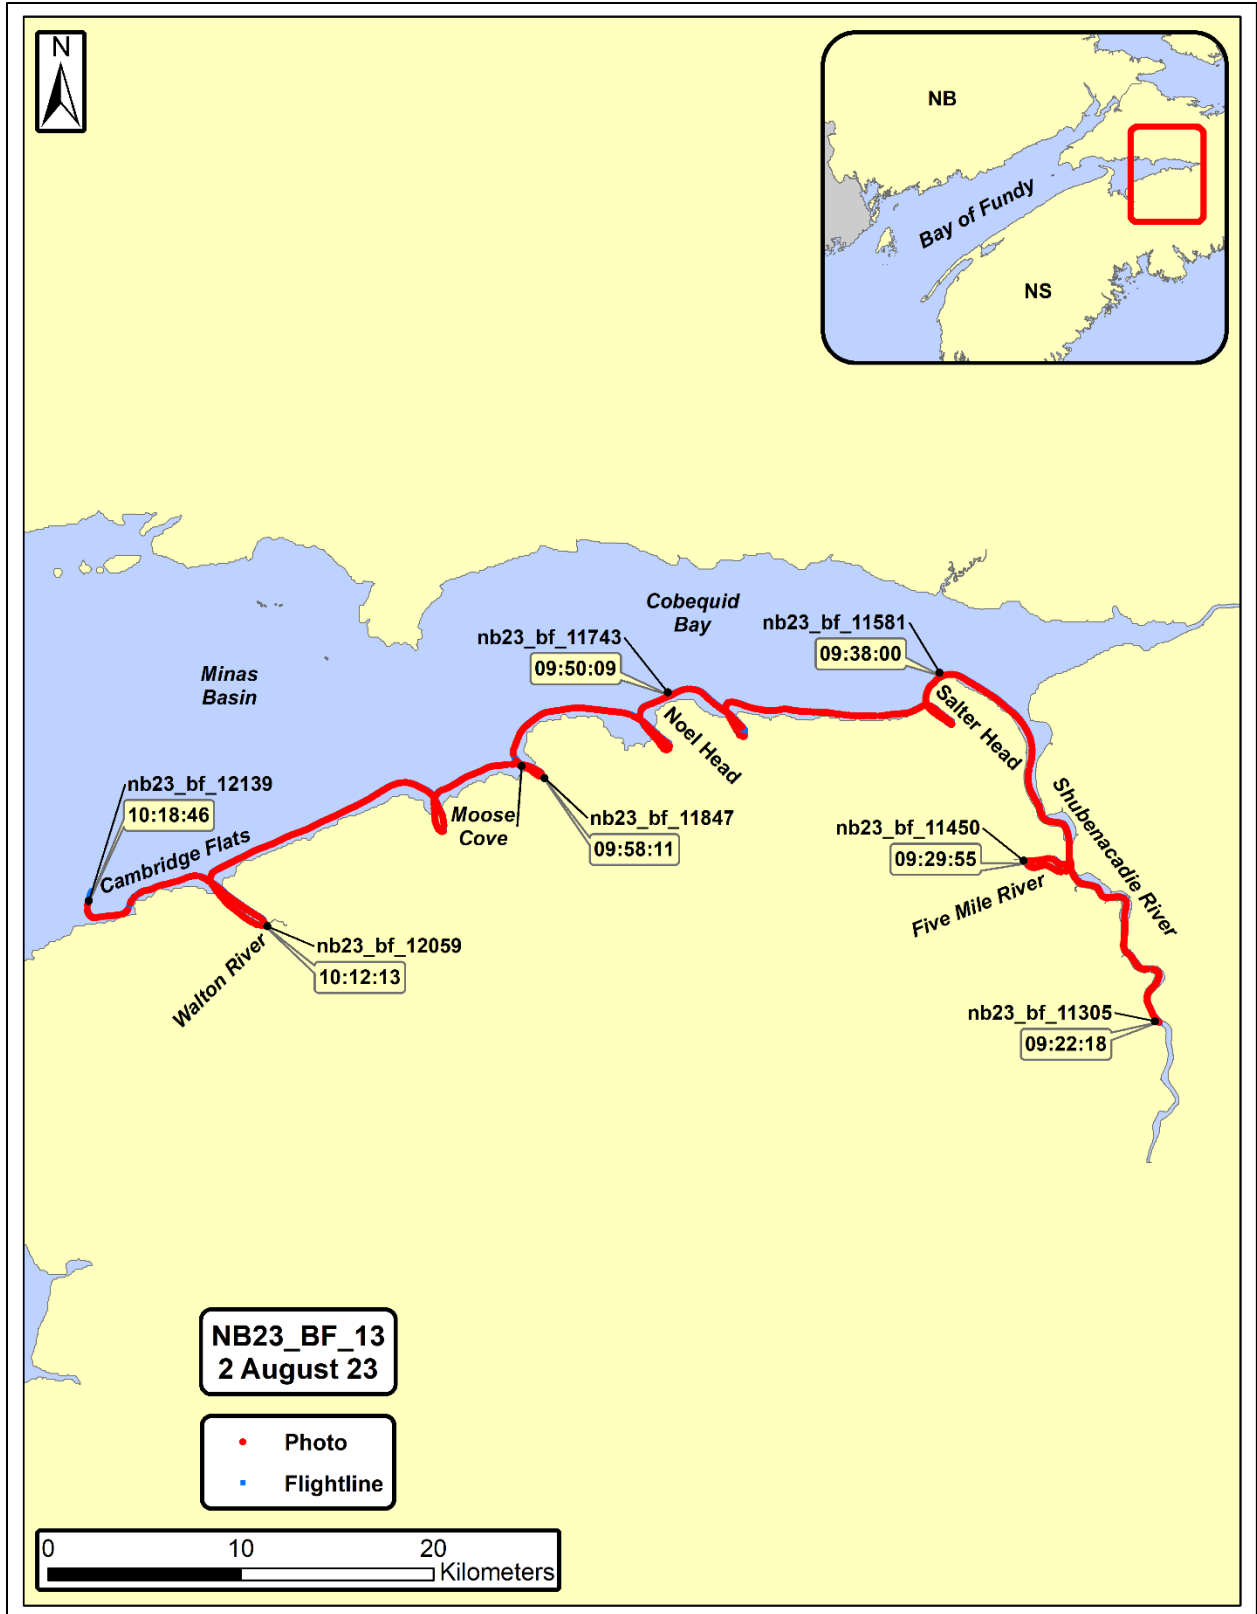 N
NB
Bay of Fundy
NS
Cobequid
Bay
nb23_bf_11743
09:50:09
nb23_bf_11581
09:38:00
Minas
Basin
Salter Head
Noel Head
nb23_bf_12139
10:18:46
Cambridge Flats
Moose
Cove
nb23_bf_11847
09:58:11
nb23_bf_11450
09:29:55
Shubenacadie River
Five Mile River
Walton River
nb23_bf_12059
10:12:13
nb23_bf_11305
09:22:18
NB23_BF_13
2 August 23
Photo
Flightline
0 10 20
Kilometers